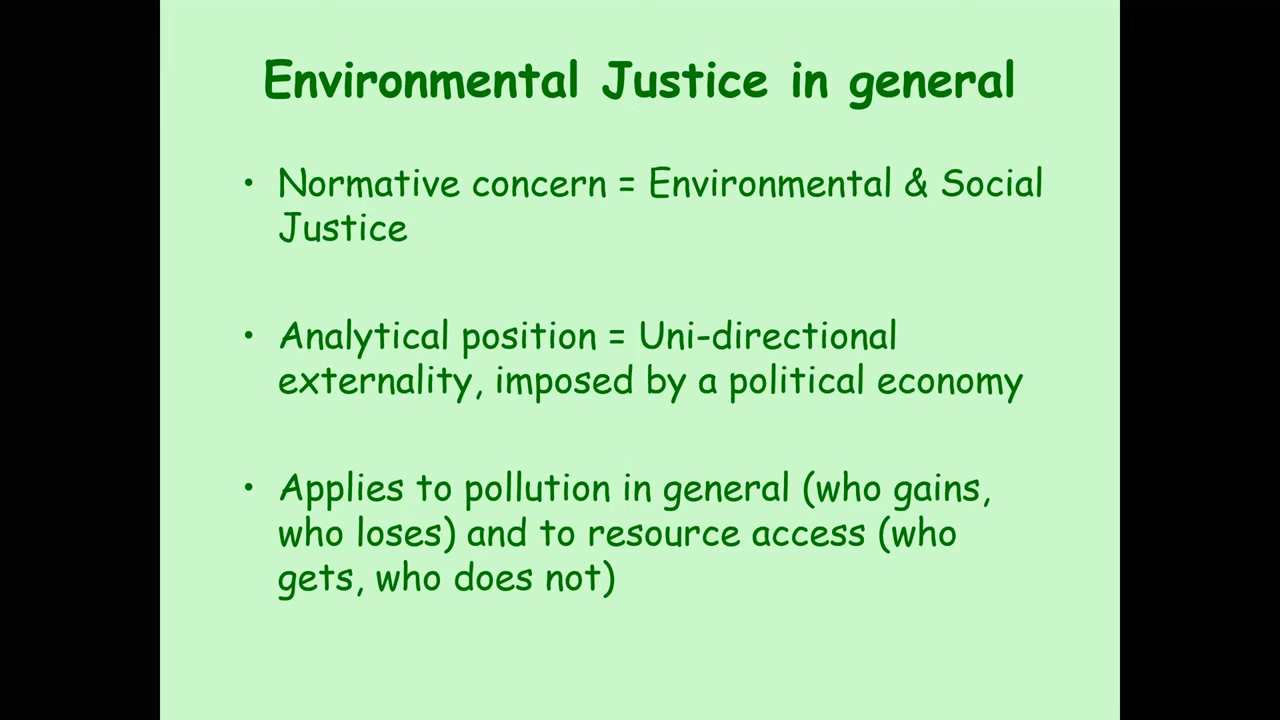 Environmental Justice in general
• Normative concern = Environmental & Social
Justice
• Analytical position = Uni-directional
externality, imposed by a political economy
• Applies to pollution in general (who gains,
who loses) and to resource access (who
gets, who does not)